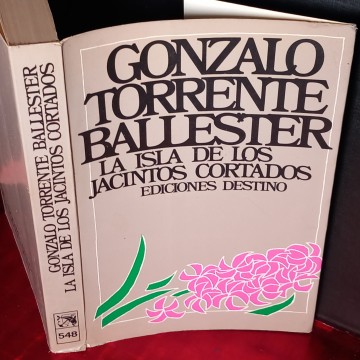 GONZALO
TORRENTE
BALLESTER
LA ISLA DE LOS
JACINTOS CORTADOS
EDICIONES DESTINO
GONZALO TORRENTE BALLESTER
LA ISLA DE LOS JACINTOS CORTADOS
548